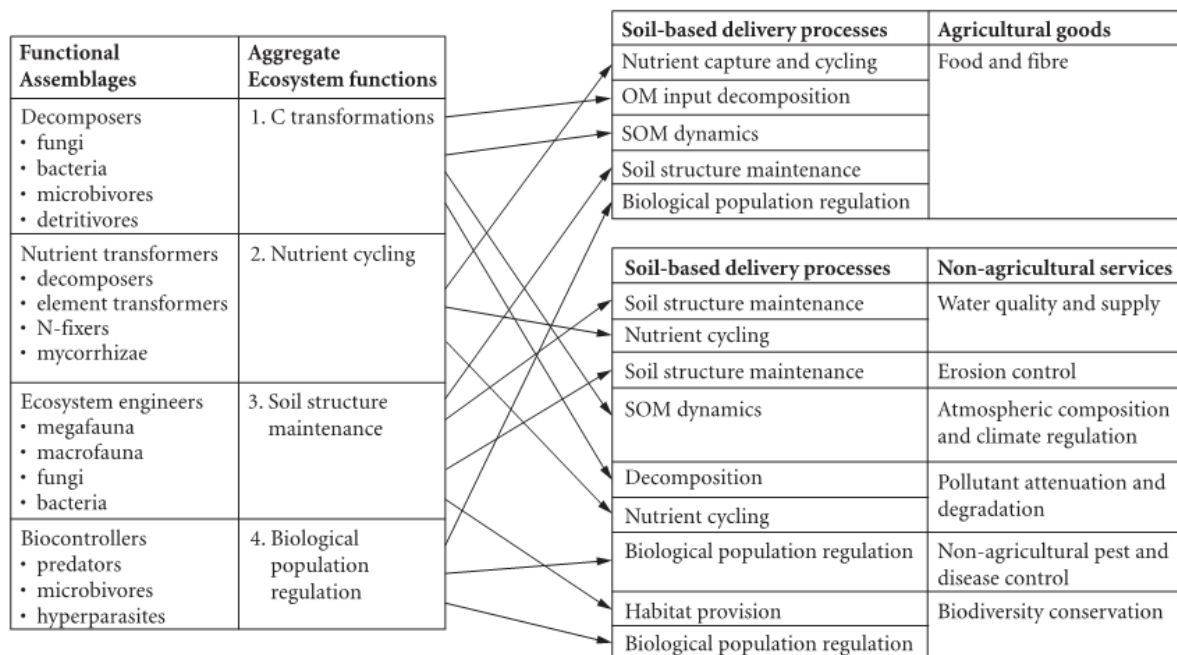 Functional
Assemblages
Aggregate
Ecosystem functions
Decomposers
• fungi
• bacteria
• microbivores
• detritivores
1. C transformations
Nutrient transformers
• decomposers
• element transformers
• N-fixers
• mycorrhizae
2. Nutrient cycling
Ecosystem engineers
• megafauna
• macrofauna
• fungi
• bacteria
3. Soil structure
maintenance
Biocontrollers
• predators
• microbivores
• hyperparasites
4. Biological
population
regulation
Soil-based delivery processes
Agricultural goods
Nutrient capture and cycling
Food and fibre
OM input decomposition
SOM dynamics
Soil structure maintenance
Biological population regulation
Soil-based delivery processes
Non-agricultural services
Soil structure maintenance
Water quality and supply
Nutrient cycling
Soil structure maintenance
Erosion control
SOM dynamics
Atmospheric composition
and climate regulation
Decomposition
Pollutant attenuation and
degradation
Nutrient cycling
Biological population regulation
Non-agricultural pest and
disease control
Habitat provision
Biodiversity conservation
Biological population regulation